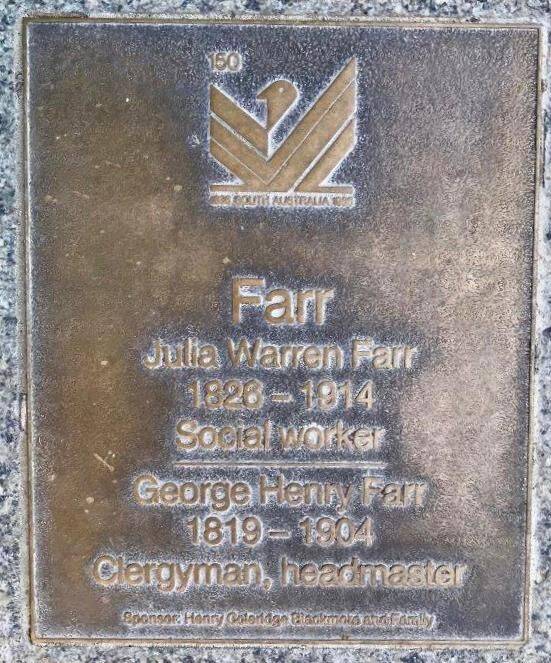 150
1836 SOUTH AUSTRALIA 1986
Farr
Julia Warren Farr
1826 – 1914
Social worker
George Henry Farr
1819 – 1904
Clergyman, headmaster
Sponsor: Henry Coleridge Blackmore and Family